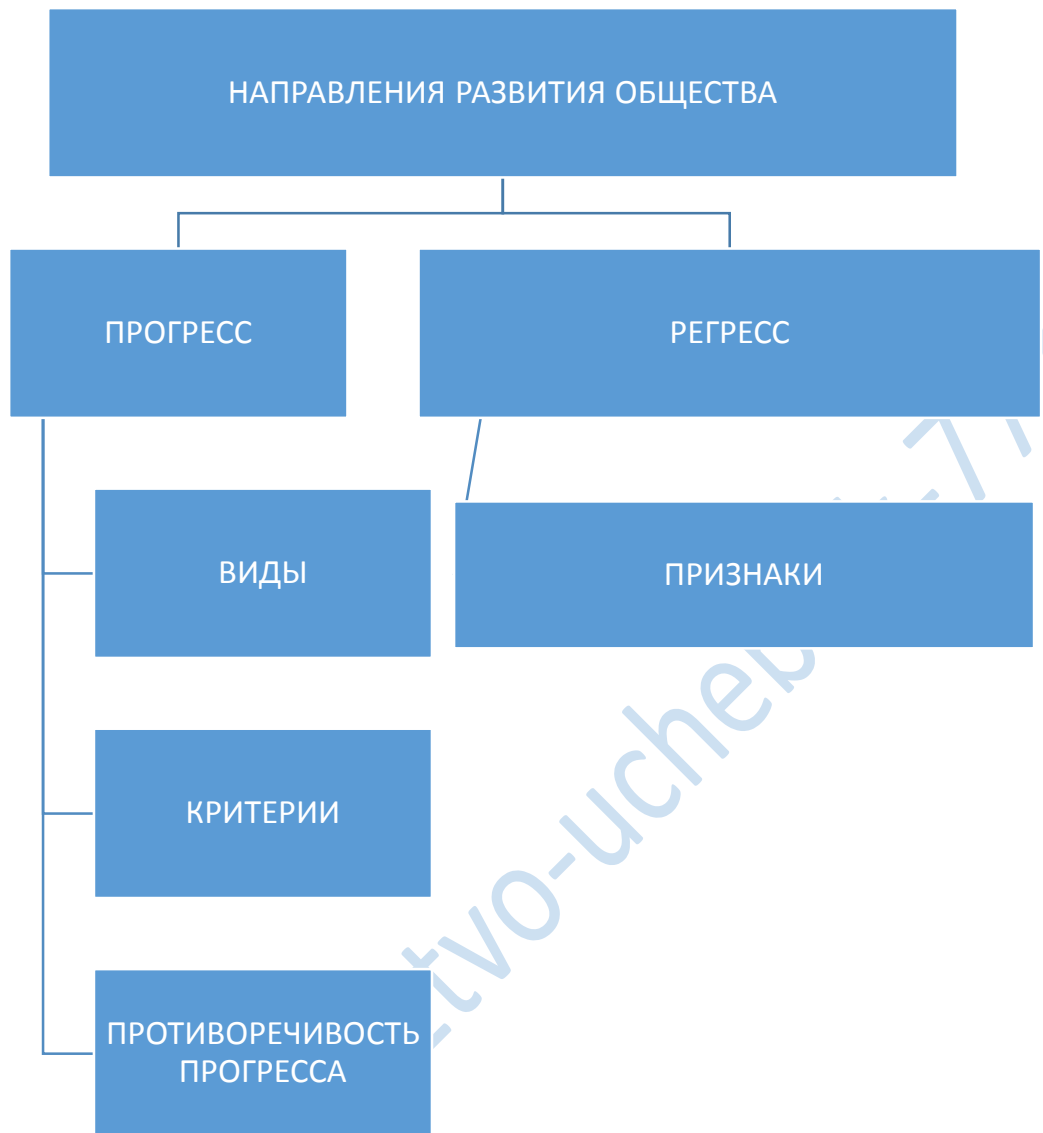 НАПРАВЛЕНИЯ РАЗВИТИЯ ОБЩЕСТВА
ПРОГРЕСС
РЕГРЕСС
ВИДЫ
ПРИЗНАКИ
КРИТЕРИИ
ПРОТИВОРЕЧИВОСТЬ
ПРОГРЕССА